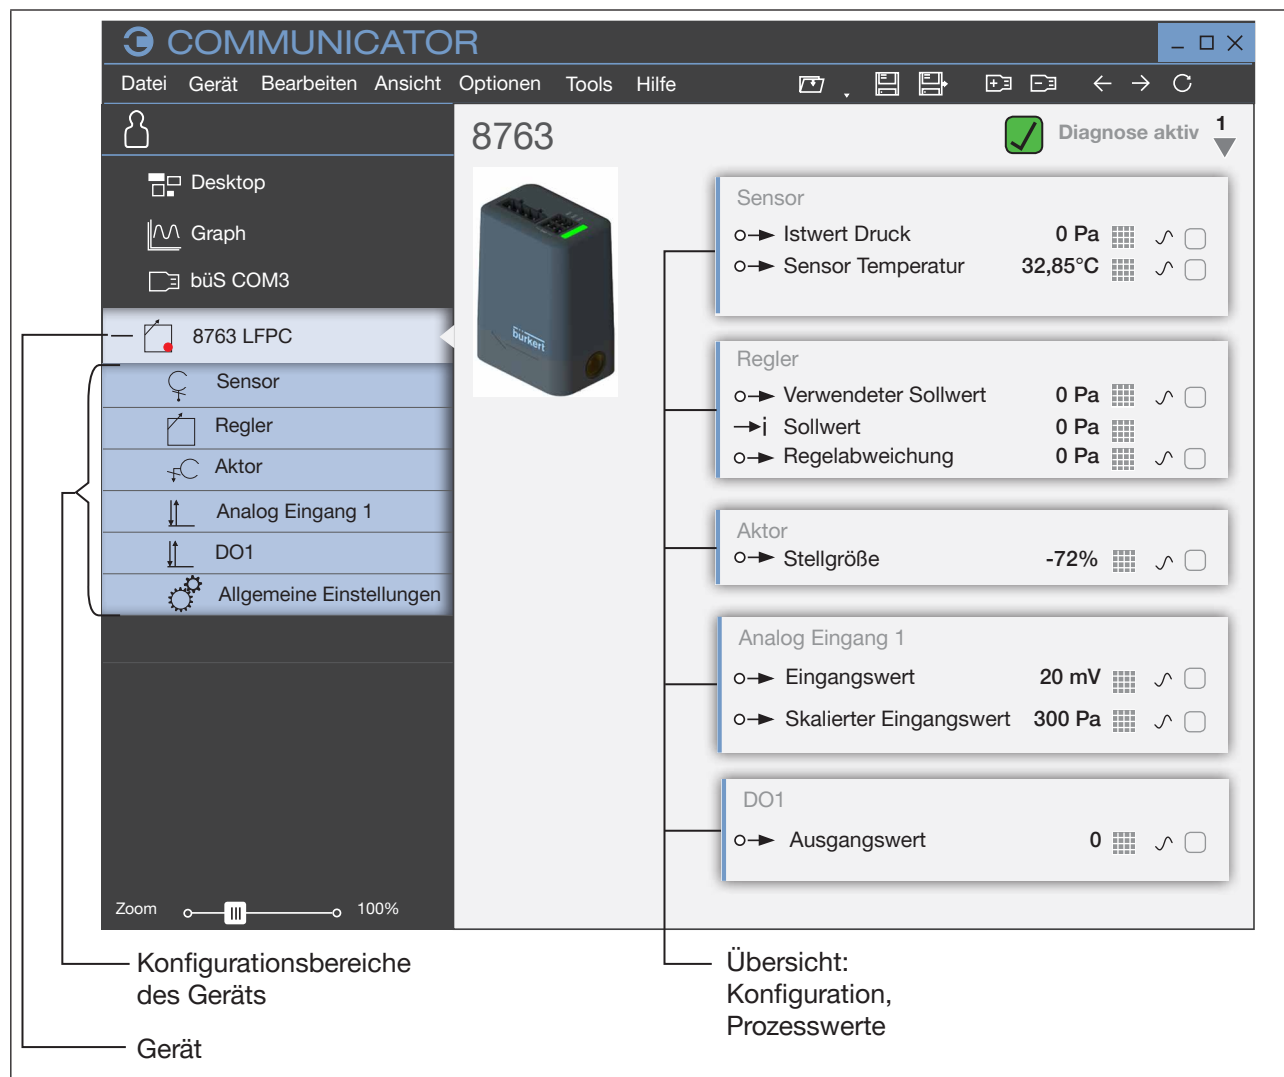 COMMUNICATOR
Datei Gerät Bearbeiten Ansicht Optionen Tools Hilfe
8763
Diagnose aktiv 1
Desktop
Graph
büS COM3
8763 LFPC
Sensor
Regler
Aktor
Analog Eingang 1
DO1
Allgemeine Einstellungen
Zoom 100%
bürkert
Sensor
Istwert Druck 0 Pa
Sensor Temperatur 32,85°C
Regler
Verwendeter Sollwert 0 Pa
Sollwert 0 Pa
Regelabweichung 0 Pa
Aktor
Stellgröße -72%
Analog Eingang 1
Eingangswert 20 mV
Skalierter Eingangswert 300 Pa
DO1
Ausgangswert 0
Konfigurationsbereiche
des Geräts
Gerät
Übersicht:
Konfiguration,
Prozesswerte